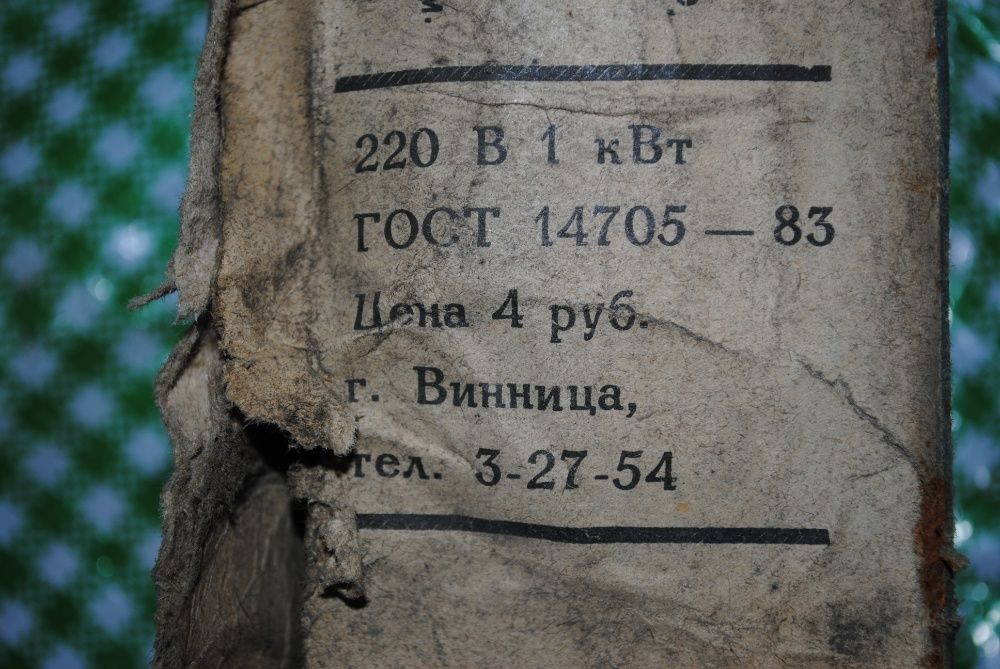 220 В 1 кВт
ГОСТ 14705 — 83
Цена 4 руб.
г. Винница,
тел. 3-27-54